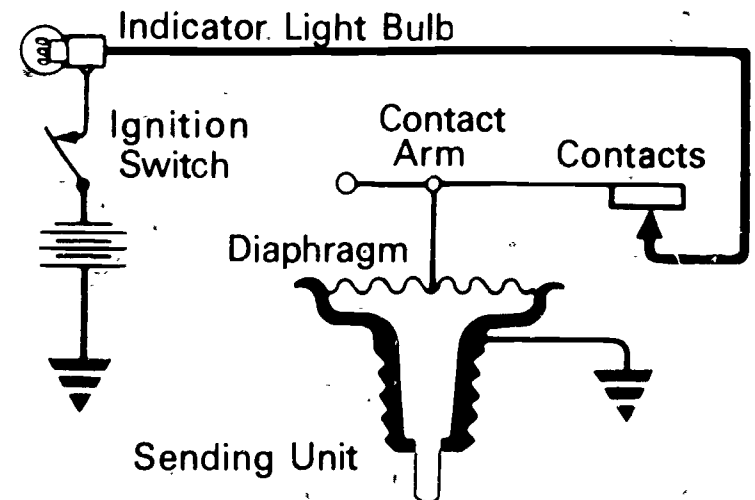 Indicator Light Bulb
Ignition
Switch
Contact
Arm
Contacts
Diaphragm
Sending Unit